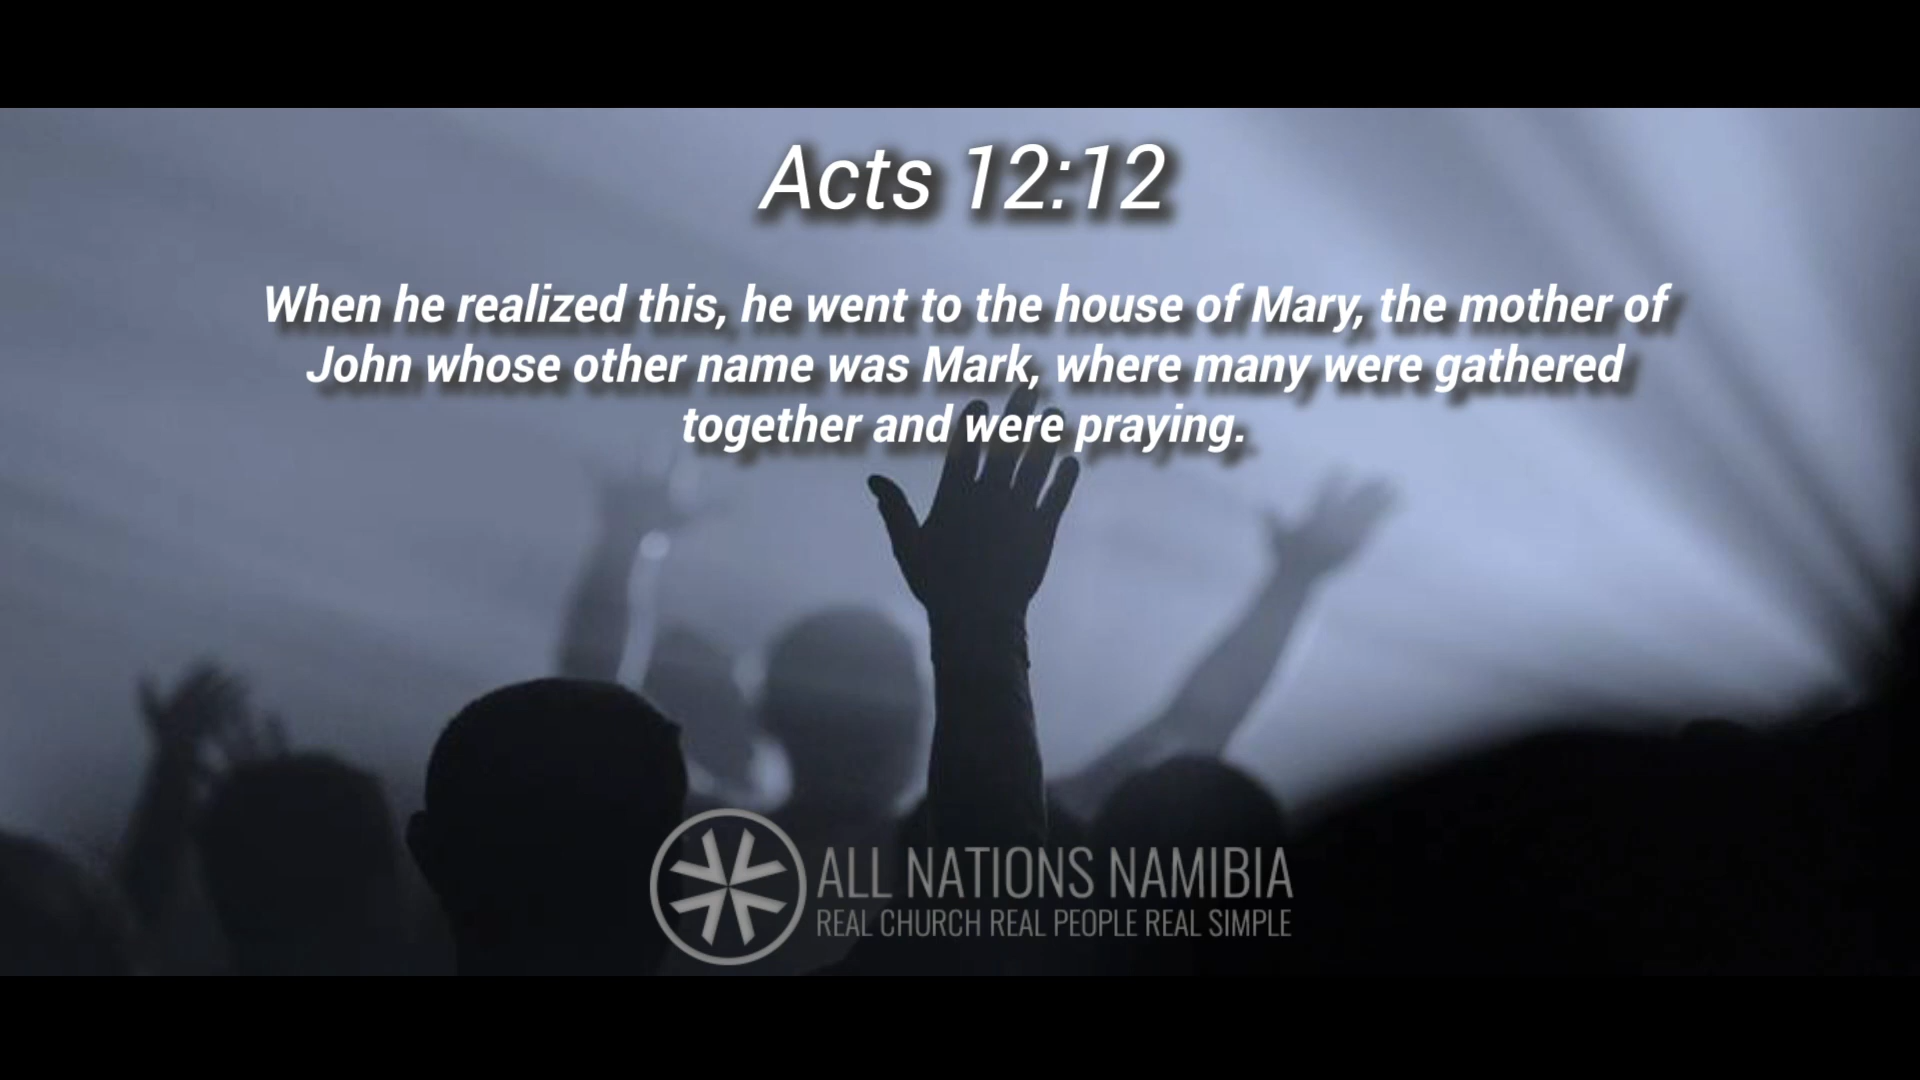 Acts 12:12
When he realized this, he went to the house of Mary, the mother of
John whose other name was Mark, where many were gathered
together and were praying.
ALL NATIONS NAMIBIA
REAL CHURCH REAL PEOPLE REAL SIMPLE